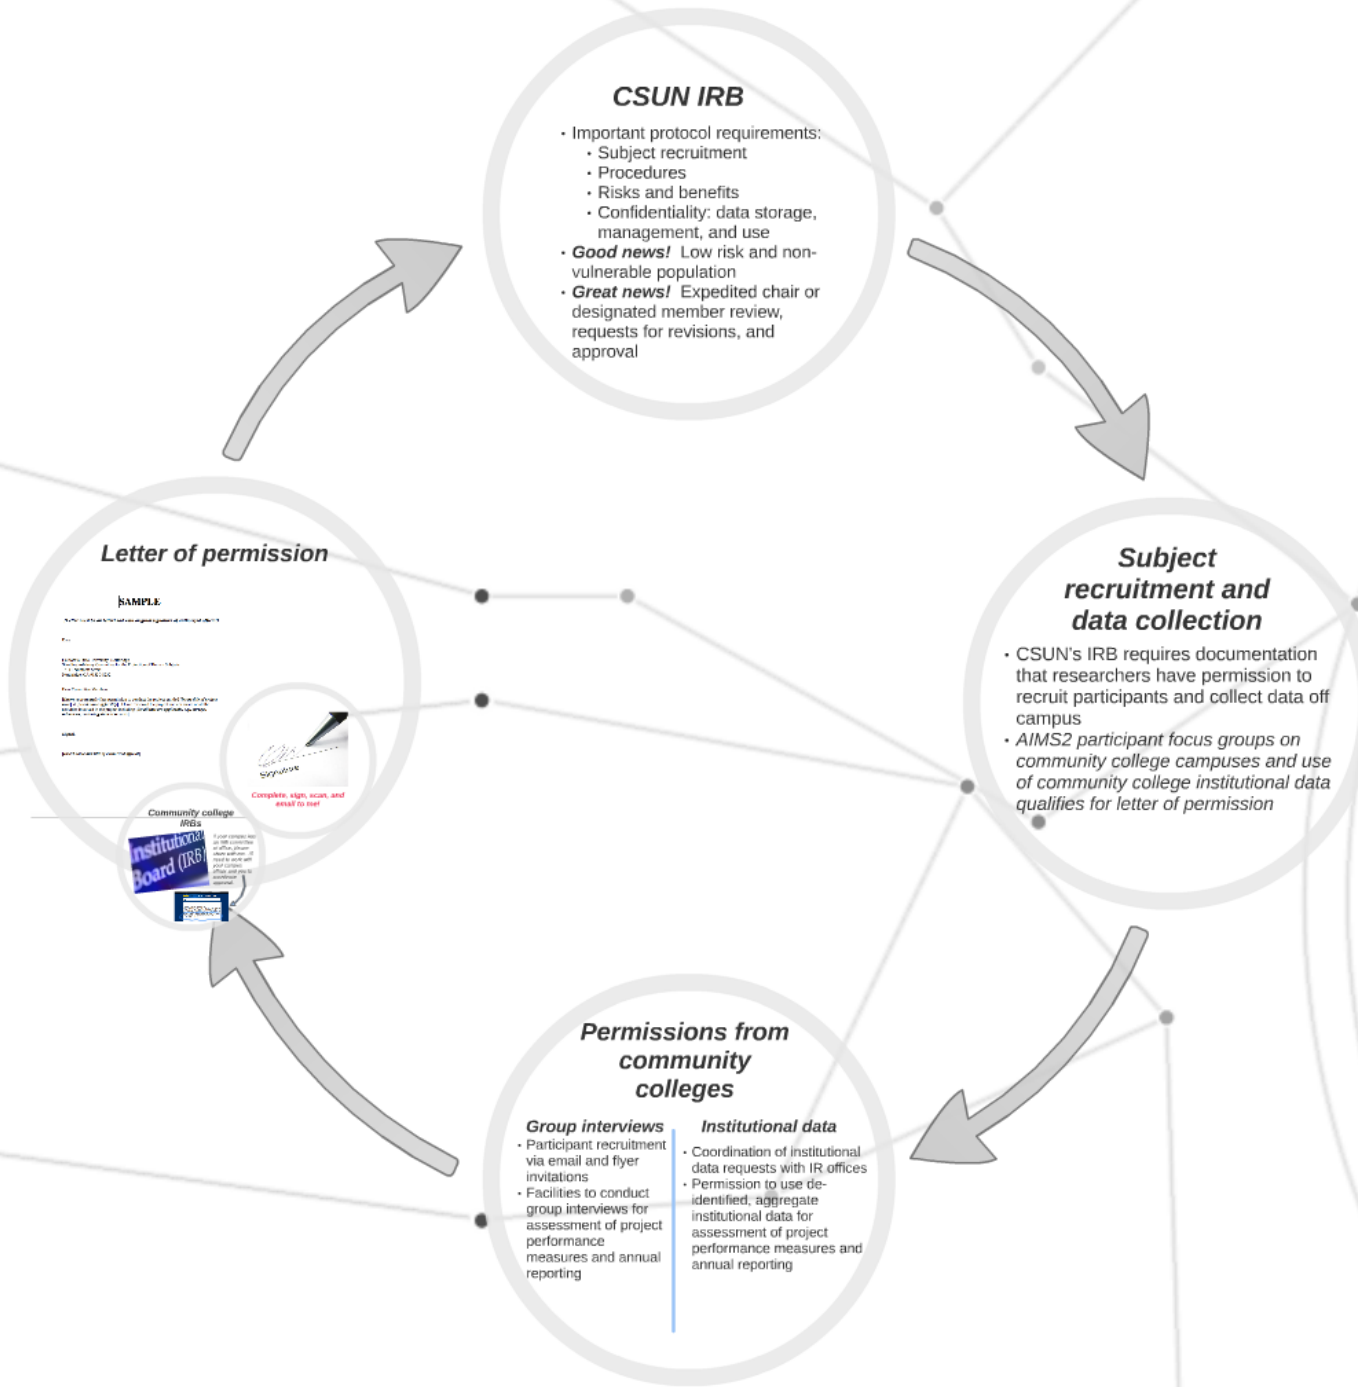 CSUN IRB
• Important protocol requirements:
• Subject recruitment
• Procedures
• Risks and benefits
• Confidentiality: data storage,
management, and use
• Good news! Low risk and non-
vulnerable population
• Great news! Expedited chair or
designated member review,
requests for revisions, and
approval
Subject
recruitment and
data collection
• CSUN's IRB requires documentation
that researchers have permission to
recruit participants and collect data off
campus
• AIMS2 participant focus groups on
community college campuses and use
of community college institutional data
qualifies for letter of permission
Permissions from
community
colleges
Group interviews
• Participant recruitment
via email and flyer
invitations
• Facilities to conduct
group interviews for
assessment of project
performance
measures and annual
reporting
Institutional data
• Coordination of institutional
data requests with IR offices
• Permission to use de-
identified, aggregate
institutional data for
assessment of project
performance measures and
annual reporting
Letter of permission
SAMPLE
Signature
Complete, sign, scan, and
email to me!
Community college
IRBs
nstitutional
Board (IRB)